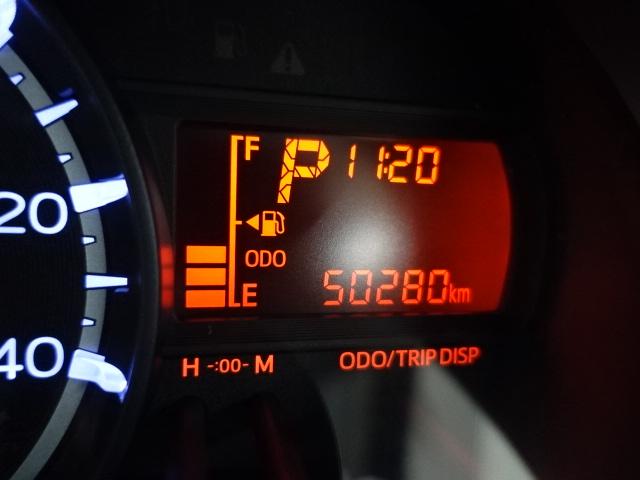 F P 11:20
20
ODO
E 50280km
40
H -:00- M ODO/TRIP DISP